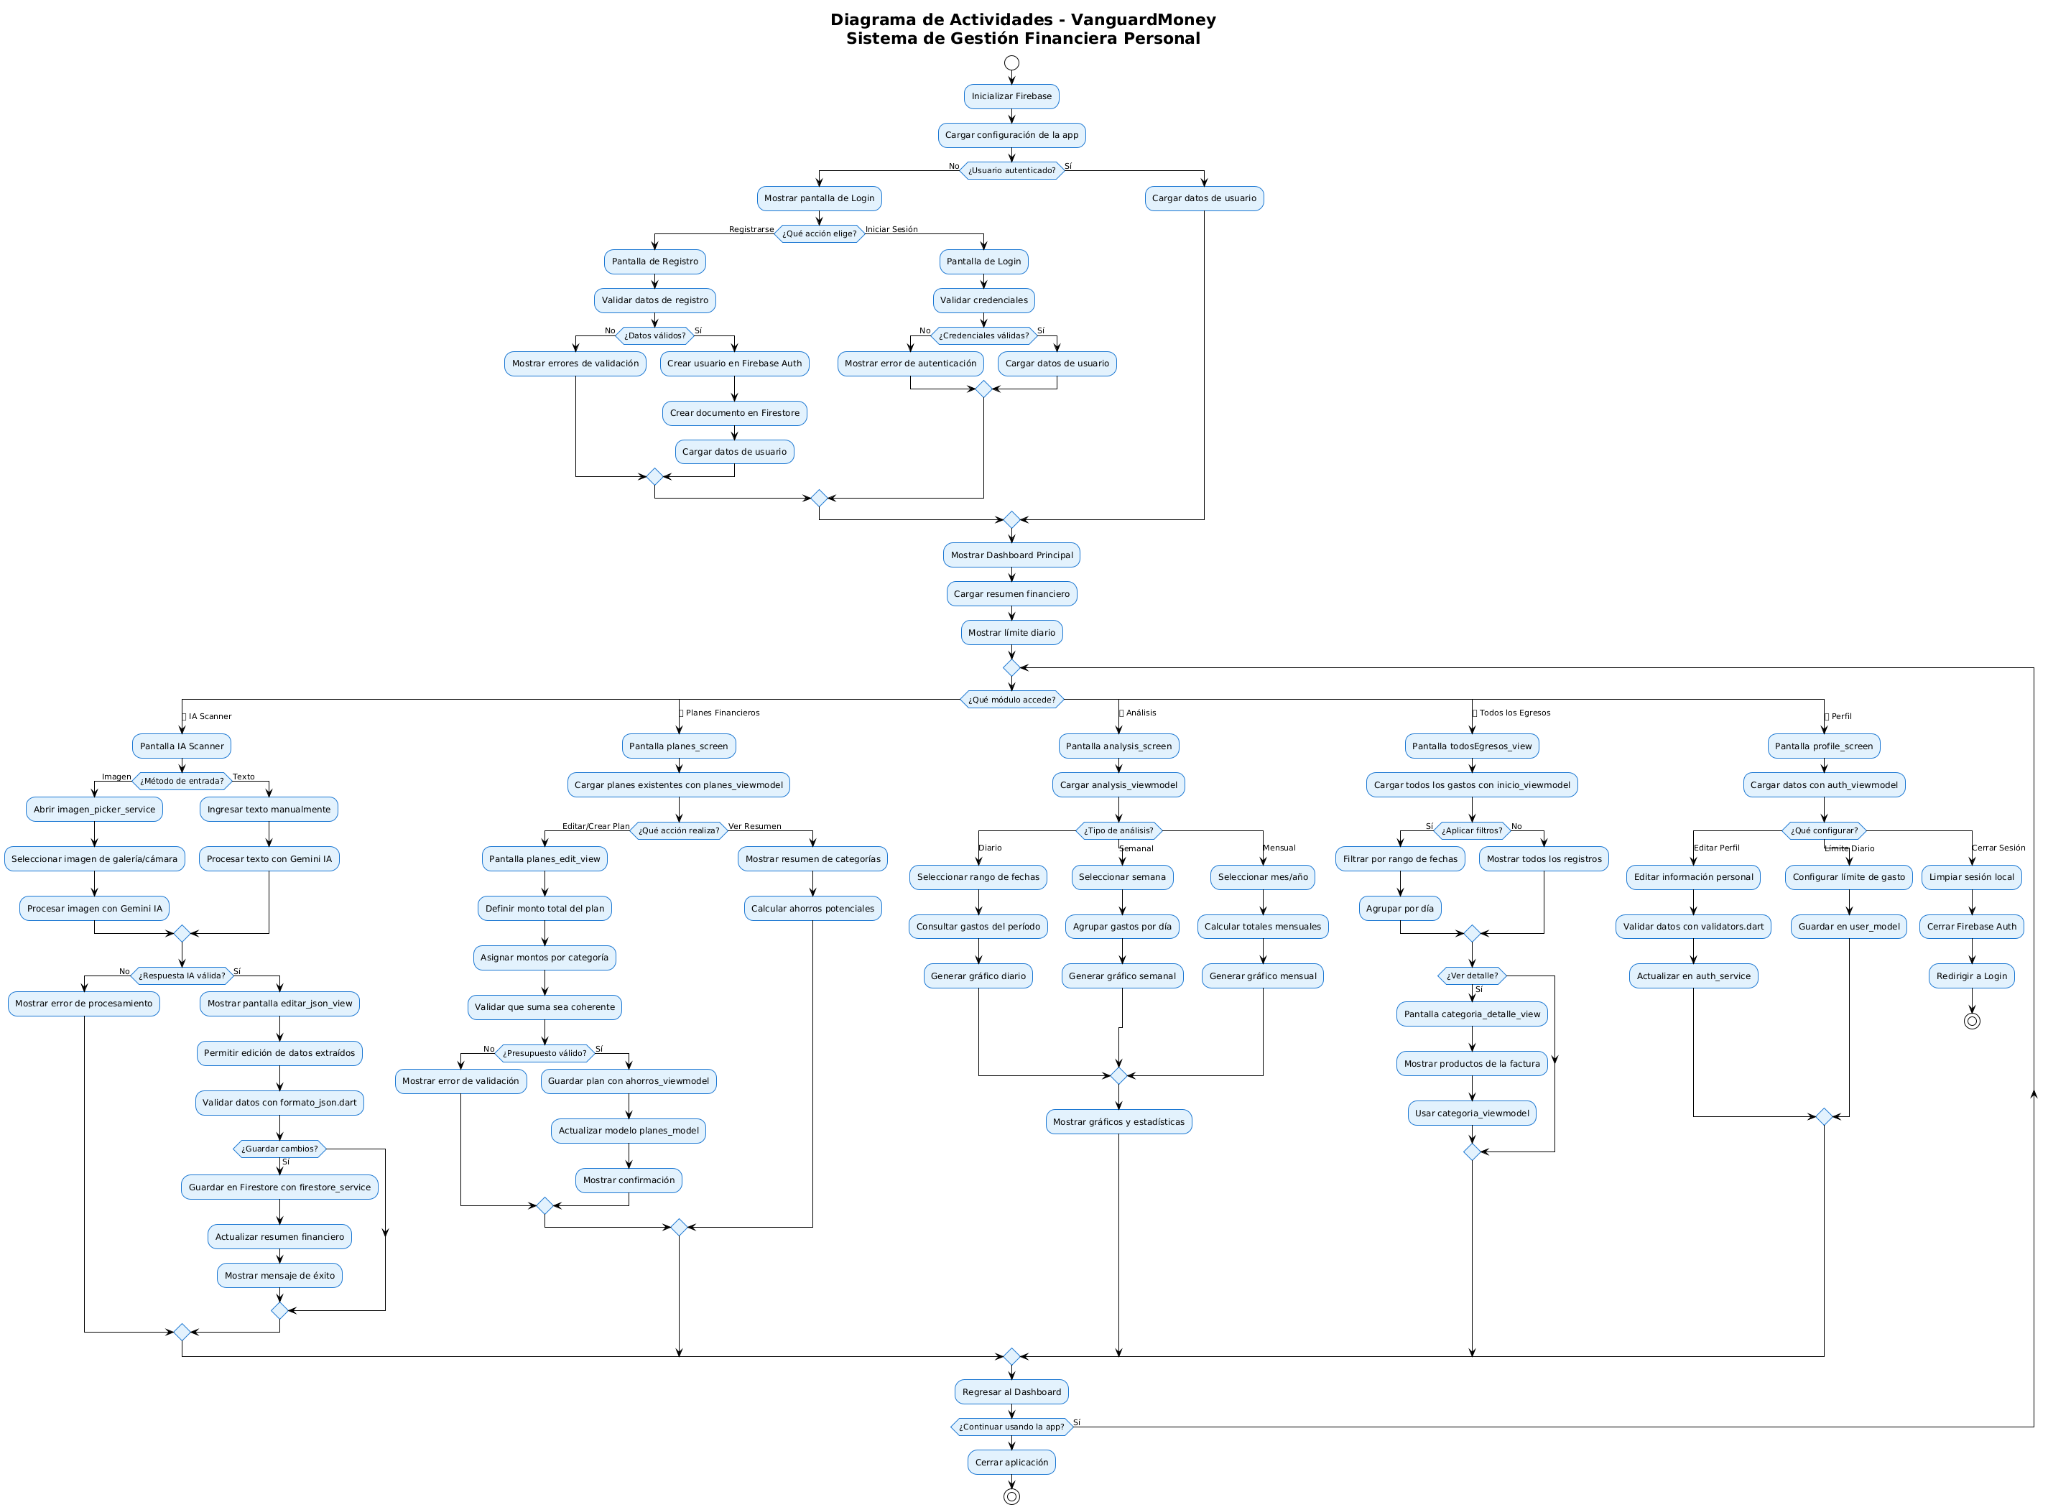 Diagrama de Actividades - VanguardMoney
Sistema de Gestión Financiera Personal
Inicializar Firebase
Cargar configuración de la app
¿Usuario autenticado?
No
Sí
Mostrar pantalla de Login
Cargar datos de usuario
¿Qué acción elige?
Registrarse
Iniciar Sesión
Pantalla de Registro
Validar datos de registro
¿Datos válidos?
No
Sí
Mostrar errores de validación
Crear usuario en Firebase Auth
Crear documento en Firestore
Cargar datos de usuario
Pantalla de Login
Validar credenciales
¿Credenciales válidas?
No
Sí
Mostrar error de autenticación
Cargar datos de usuario
Mostrar Dashboard Principal
Cargar resumen financiero
Mostrar límite diario
¿Qué módulo accede?
IA Scanner
Pantalla IA Scanner
¿Método de entrada?
Imagen
Texto
Abrir imagen_picker_service
Seleccionar imagen de galería/cámara
Procesar imagen con Gemini IA
Ingresar texto manualmente
Procesar texto con Gemini IA
¿Respuesta IA válida?
No
Sí
Mostrar error de procesamiento
Mostrar pantalla editar_json_view
Permitir edición de datos extraídos
Validar datos con formato_json.dart
¿Guardar cambios?
Sí
Guardar en Firestore con firestore_service
Actualizar resumen financiero
Mostrar mensaje de éxito
Planes Financieros
Pantalla planes_screen
Cargar planes existentes con planes_viewmodel
¿Qué acción realiza?
Editar/Crear Plan
Ver Resumen
Pantalla planes_edit_view
Definir monto total del plan
Asignar montos por categoría
Validar que suma sea coherente
¿Presupuesto válido?
No
Sí
Mostrar error de validación
Guardar plan con ahorros_viewmodel
Actualizar modelo planes_model
Mostrar confirmación
Mostrar resumen de categorías
Calcular ahorros potenciales
Análisis
Pantalla analysis_screen
Cargar analysis_viewmodel
¿Tipo de análisis?
Diario
Seleccionar rango de fechas
Consultar gastos del período
Generar gráfico diario
Semanal
Seleccionar semana
Agrupar gastos por día
Generar gráfico semanal
Mensual
Seleccionar mes/año
Calcular totales mensuales
Generar gráfico mensual
Mostrar gráficos y estadísticas
Todos los Egresos
Pantalla todosEgresos_view
Cargar todos los gastos con inicio_viewmodel
¿Aplicar filtros?
Sí
No
Filtrar por rango de fechas
Agrupar por día
Mostrar todos los registros
¿Ver detalle?
Sí
Pantalla categoria_detalle_view
Mostrar productos de la factura
Usar categoria_viewmodel
Perfil
Pantalla profile_screen
Cargar datos con auth_viewmodel
¿Qué configurar?
Editar Perfil
Editar información personal
Validar datos con validators.dart
Actualizar en auth_service
Límite Diario
Configurar límite de gasto
Guardar en user_model
Cerrar Sesión
Limpiar sesión local
Cerrar Firebase Auth
Redirigir a Login
Regresar al Dashboard
¿Continuar usando la app?
Sí
Cerrar aplicación